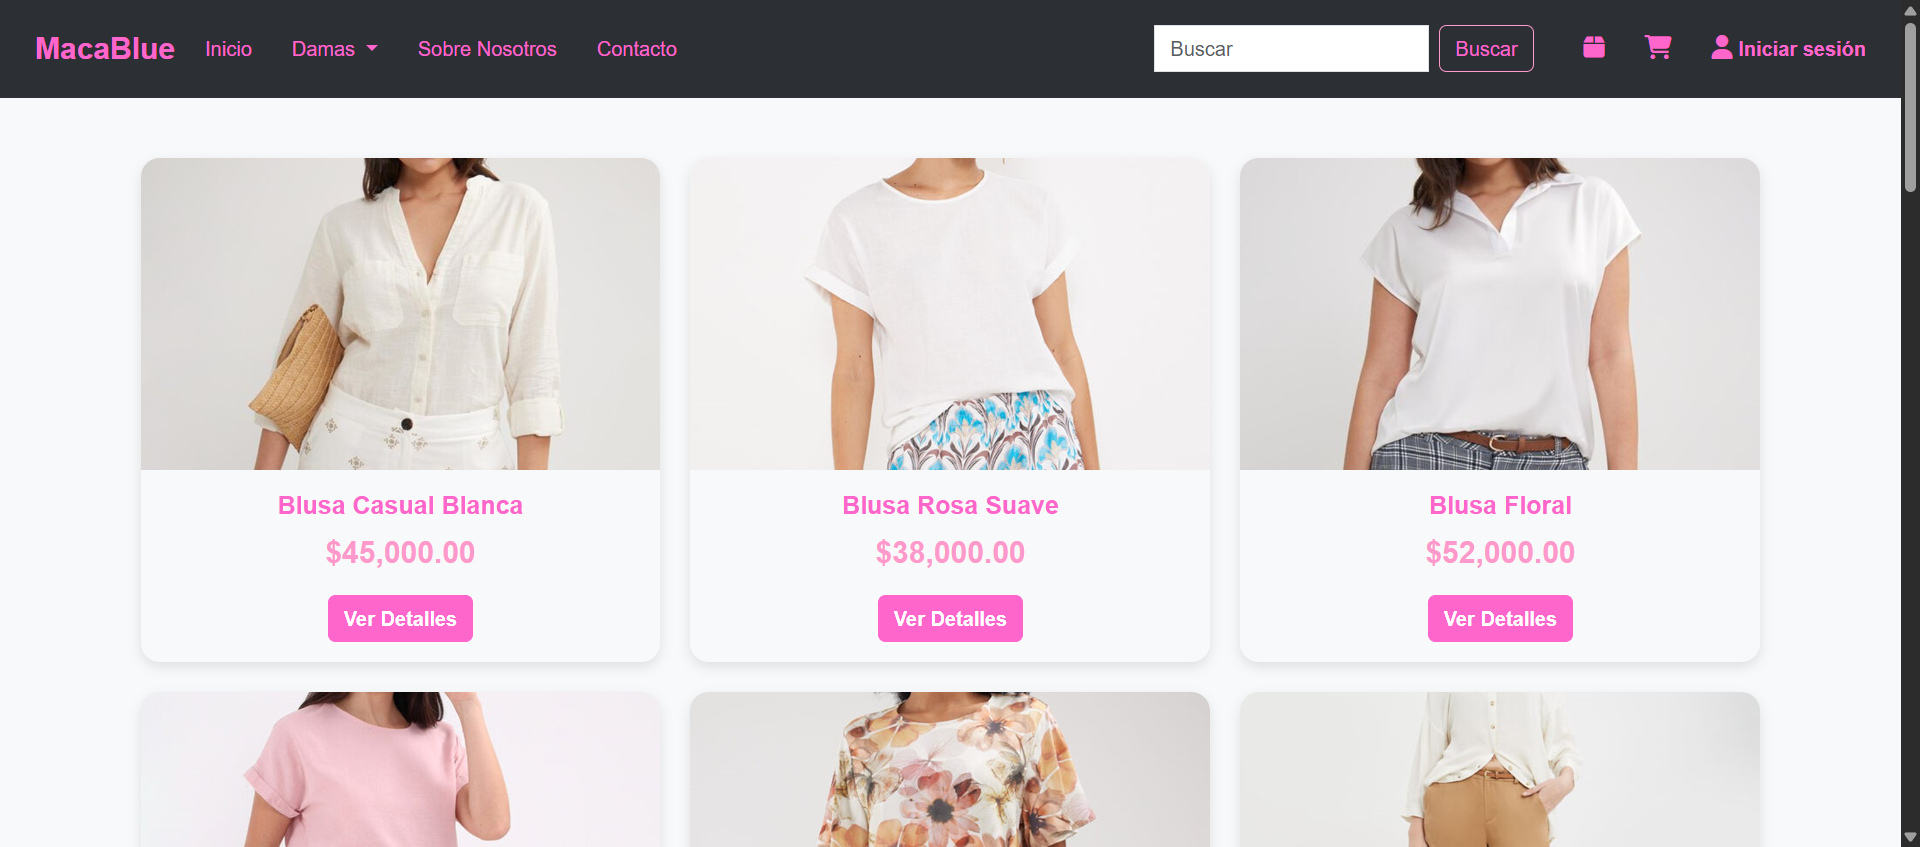 MacaBlue
Inicio
Damas
Sobre Nosotros
Contacto
Buscar
Buscar
Iniciar sesión
Blusa Casual Blanca
$45,000.00
Ver Detalles
Blusa Rosa Suave
$38,000.00
Ver Detalles
Blusa Floral
$52,000.00
Ver Detalles